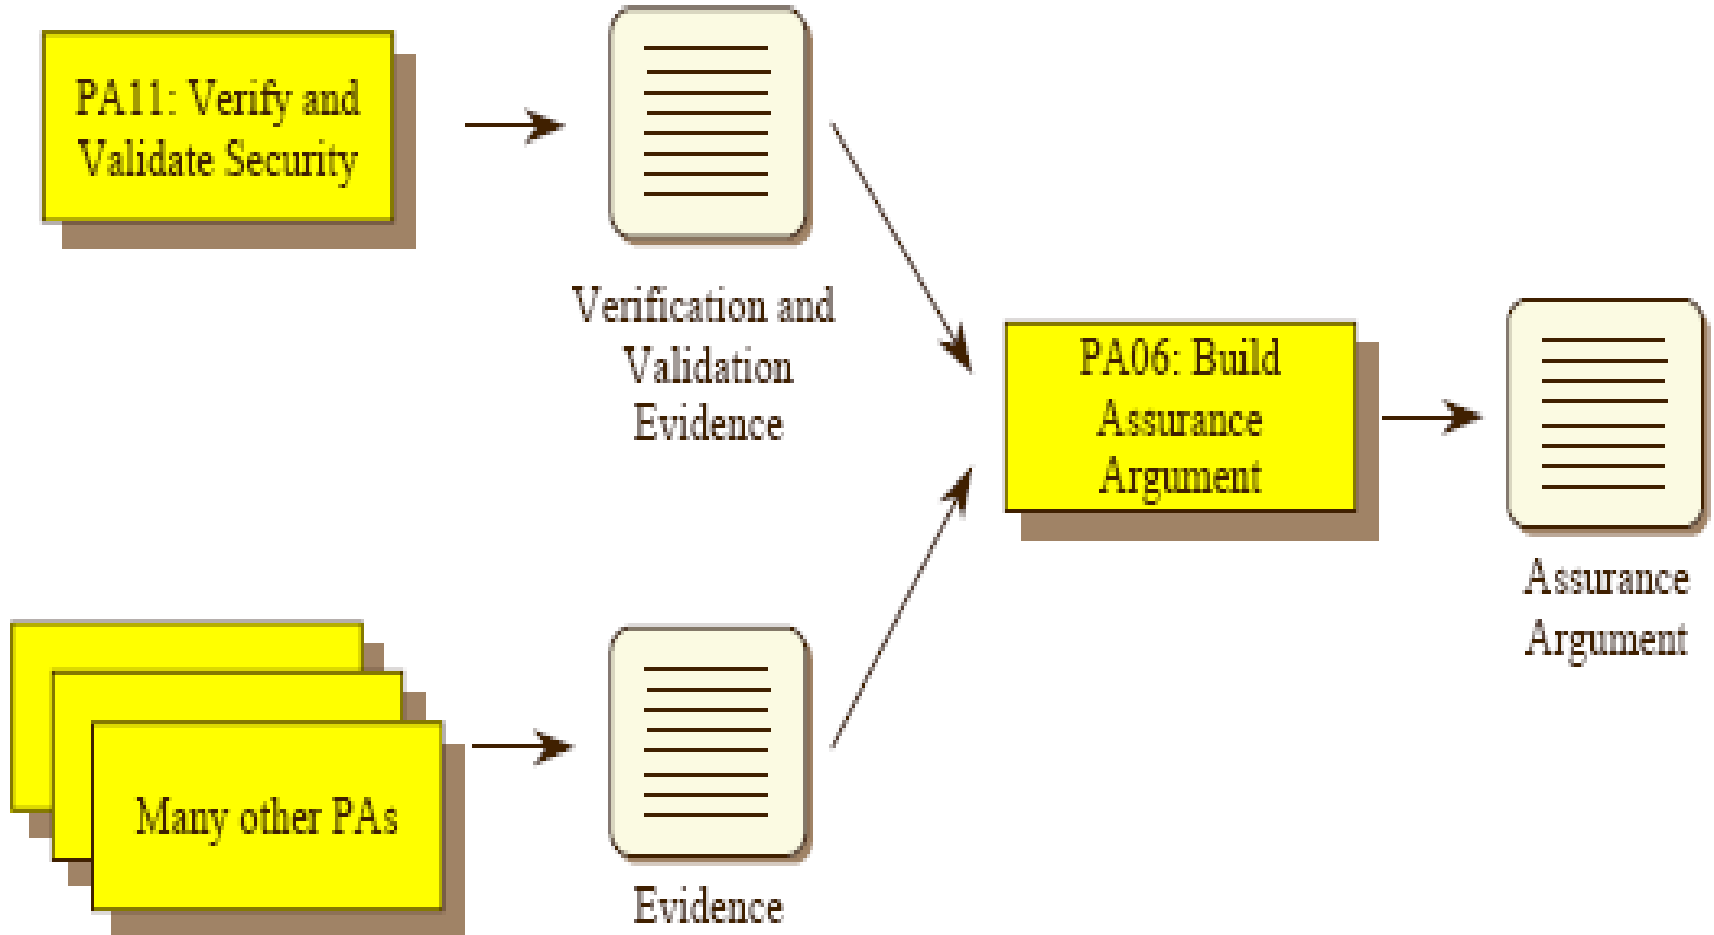 PA11: Verify and
Validate Security
Verification and
Validation
Evidence
PA06: Build
Assurance
Argument
Assurance
Argument
Many other PAs
Evidence